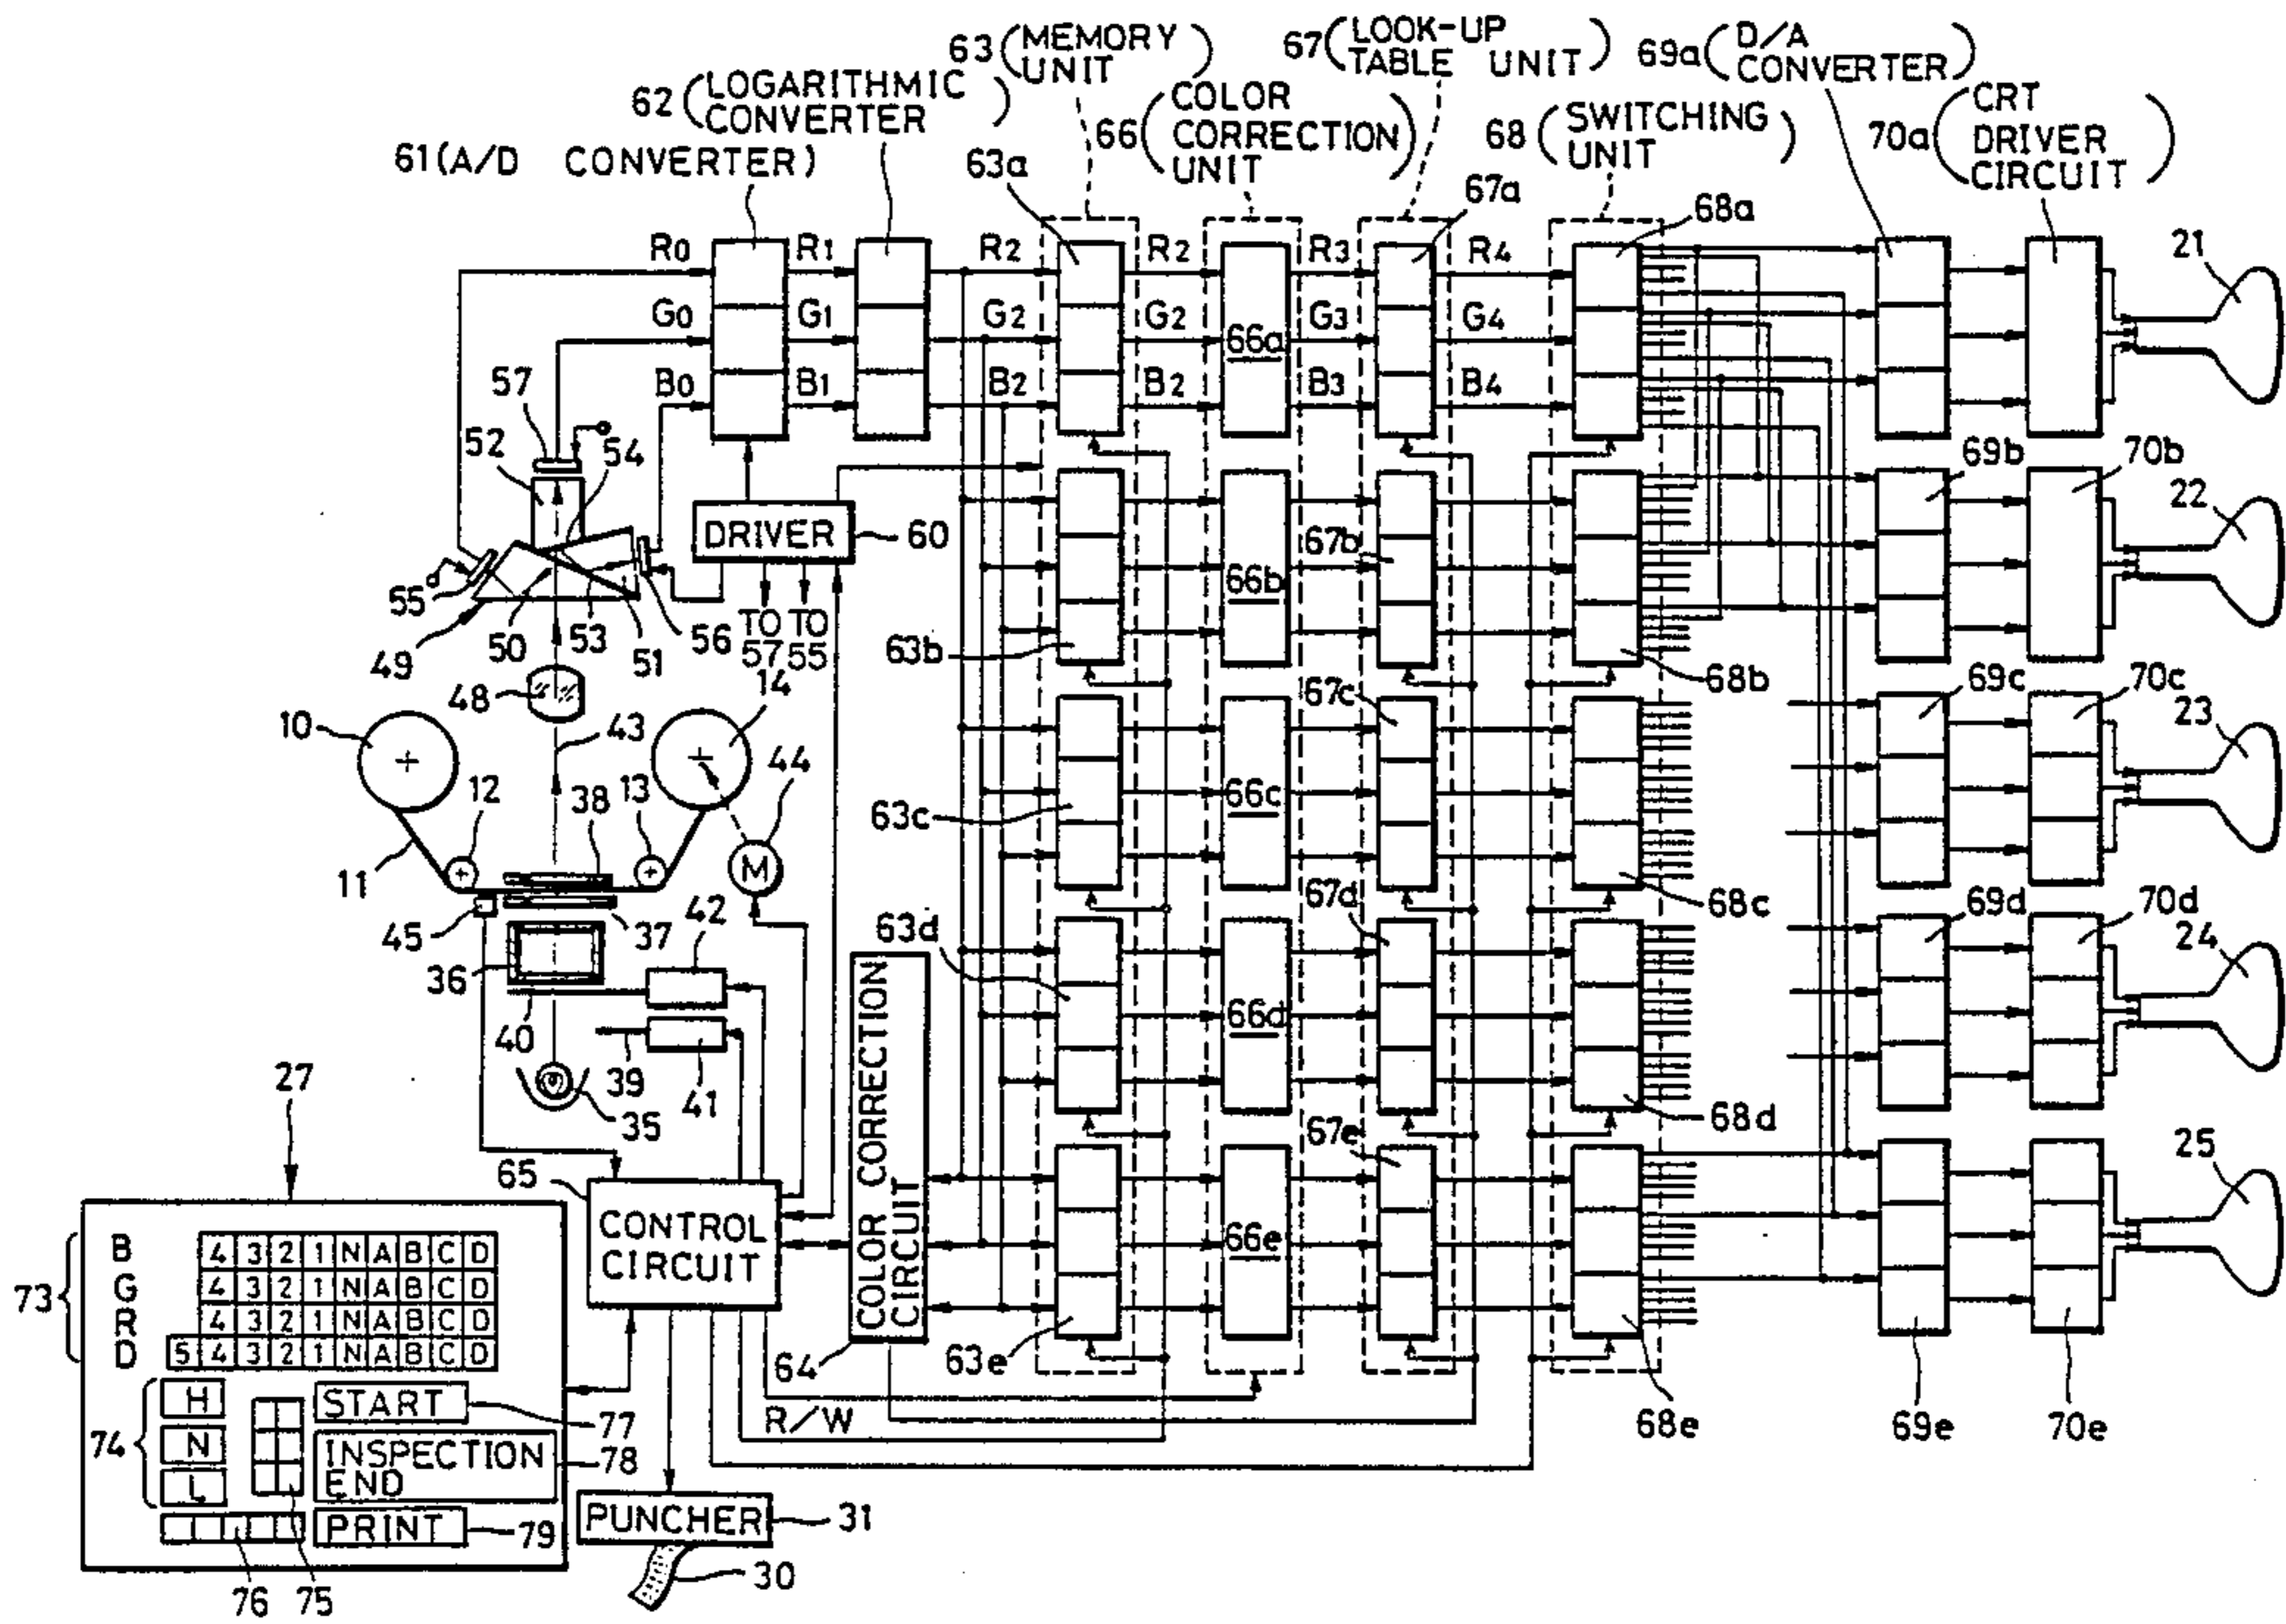 63 (MEMORY UNIT)
67 (LOOK-UP TABLE UNIT)
69a (D/A CONVERTER)
62 (LOGARITHMIC CONVERTER)
66 (COLOR CORRECTION UNIT)
68 (SWITCHING UNIT)
70a (CRT DRIVER CIRCUIT)
61 (A/D CONVERTER)
63a
67a
68a
21
R0 R1 R2 R2 R3 R4
G0 G1 G2 G2 66a G3 G4
B0 B1 B2 B2 B3 B4
57
52 54
69b 70b
22
DRIVER 60
67b
55
66b
50 53 51 56
TO 57
TO 55
49
63b
68b
48
14
67c
69c 70c
23
10
43
44
12
38
13
66c
63c
M
11
45
37
42
67d
68c
69d 70d
24
36
63d
40
66d
39
41
35
27
COLOR CORRECTION CIRCUIT
68d
67e
25
65
CONTROL CIRCUIT
66e
73
B 4 3 2 1 N A B C D
G 4 3 2 1 N A B C D
R 4 3 2 1 N A B C D
D 5 4 3 2 1 N A B C D
64
63e
74
H
N
L
START 77
R/W
68e
69e
70e
INSPECTION END 78
PRINT 79
PUNCHER 31
76
75
30